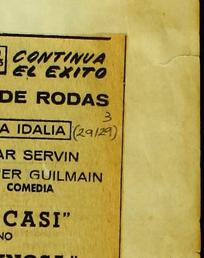 CONTINUA
EL EXITO
DE RODAS
3
A IDALIA (29/29)
AR SERVIN
ER GUILMAIN
COMEDIA
CASI"
NO